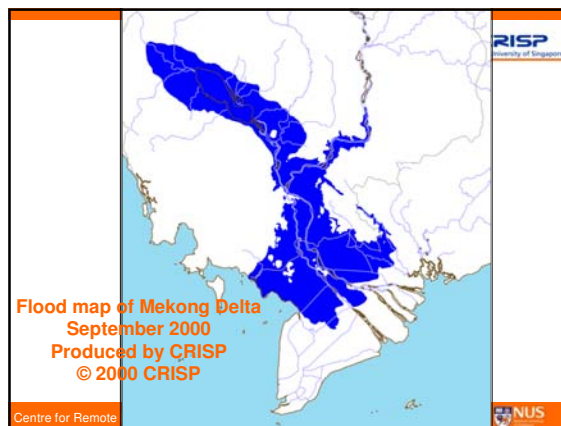 RISP
University of Singapor
Flood map of Mekong Delta
September 2000
Produced by CRISP
© 2000 CRISP
Centre for Remote
NUS